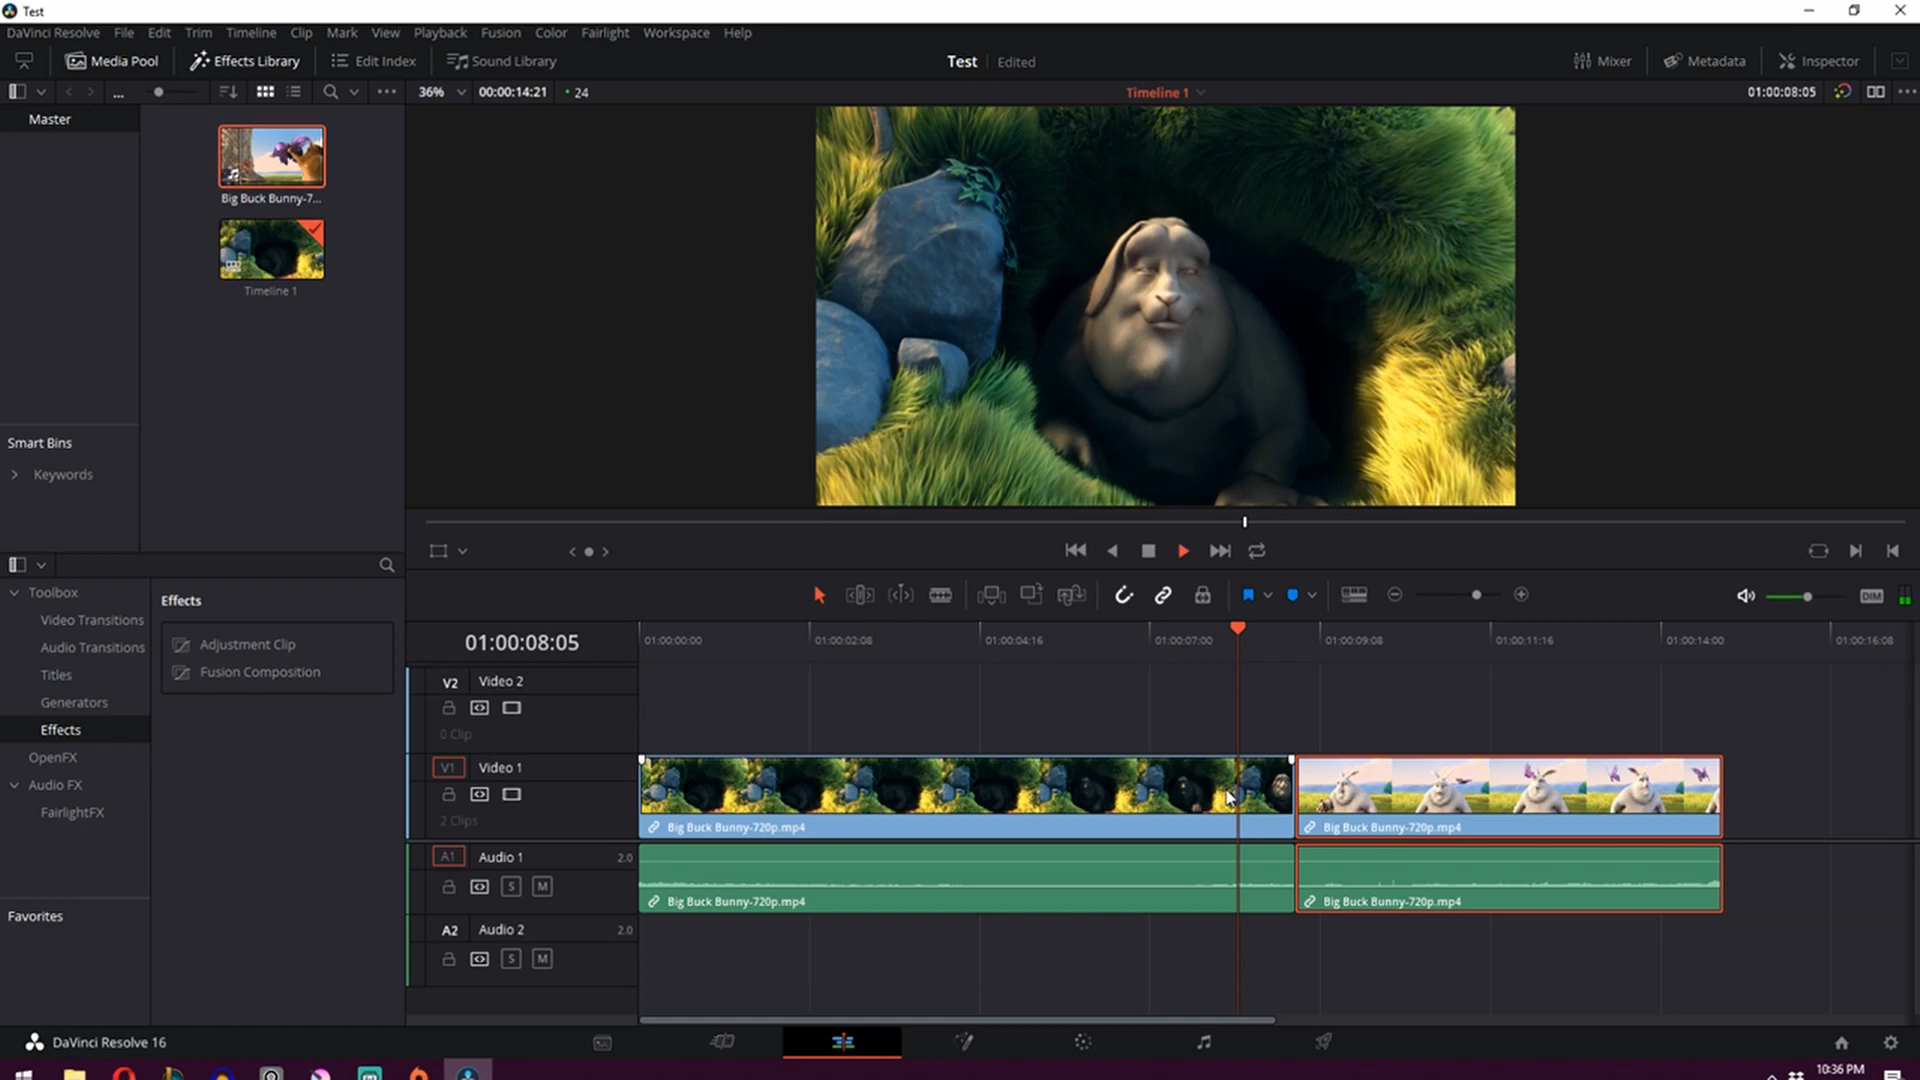 Test
DaVinci Resolve File Edit Trim Timeline Clip Mark View Playback Fusion Color Fairlight Workspace Help
Media Pool Effects Library Edit Index Sound Library Test Edited Mixer Metadata Inspector
... 36% 00:00:14:21 • 24 Timeline 1 01:00:08:05
Master
Big Buck Bunny-7...
Timeline 1
Smart Bins
Keywords
Toolbox
Video Transitions
Audio Transitions
Titles
Generators
Effects
OpenFX
Audio FX
FairlightFX
Favorites
Effects
Adjustment Clip
Fusion Composition
DIM
01:00:08:05 01:00:00:00 01:00:02:08 01:00:04:16 01:00:07:00 01:00:09:08 01:00:11:16 01:00:14:00 01:00:16:08
V2 Video 2
0 Clip
V1 Video 1
2 Clips
Big Buck Bunny-720p.mp4 Big Buck Bunny-720p.mp4
A1 Audio 1 2.0
S M
Big Buck Bunny-720p.mp4 Big Buck Bunny-720p.mp4
A2 Audio 2 2.0
S M
DaVinci Resolve 16
10:36 PM